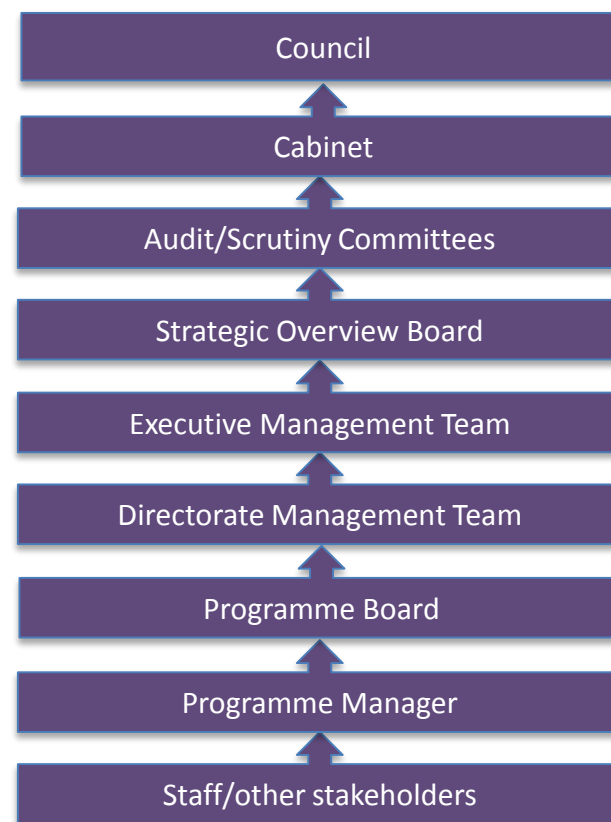 Council
Cabinet
Audit/Scrutiny Committees
Strategic Overview Board
Executive Management Team
Directorate Management Team
Programme Board
Programme Manager
Staff/other stakeholders